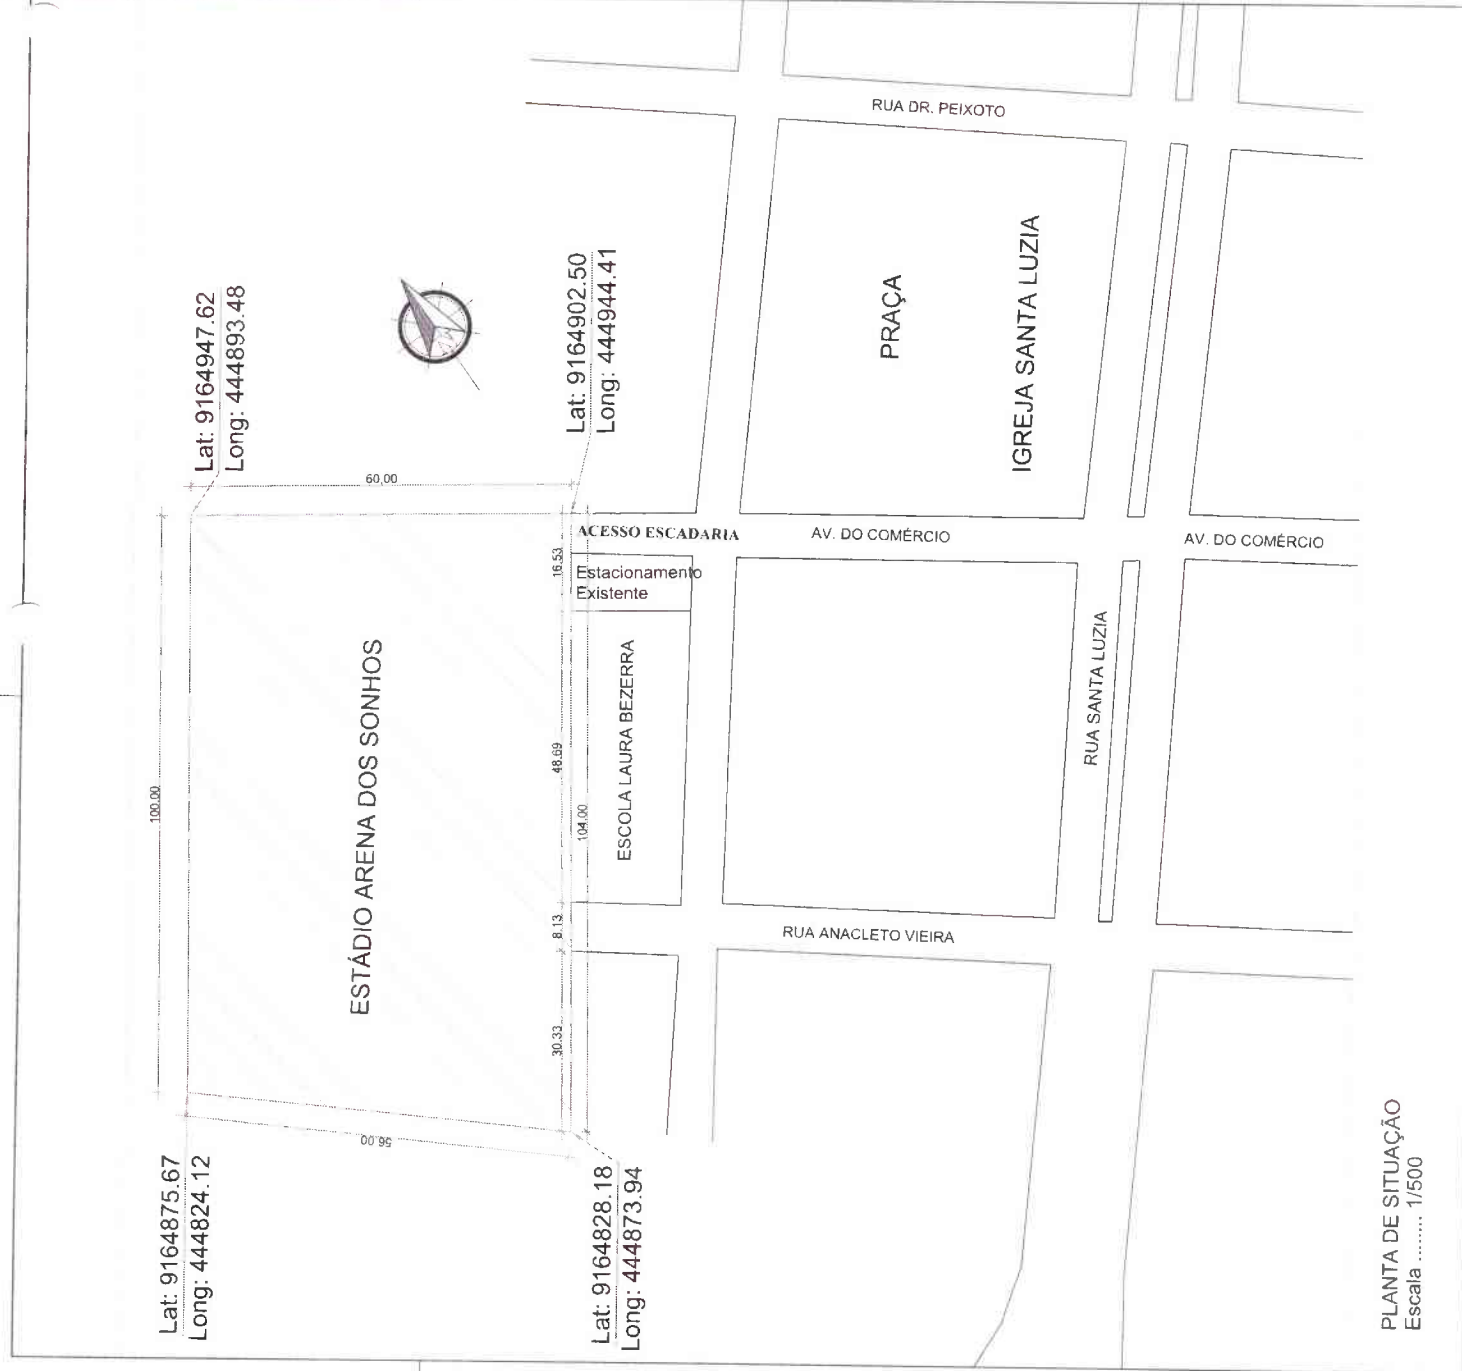 Lat: 9164875.67
Long: 444824.12
Lat: 9164947.62
Long: 444893.48
100.00
60,00
56.00
ESTÁDIO ARENA DOS SONHOS
N
Lat: 9164828.18
Long: 444873.94
Lat: 9164902.50
Long: 444944.41
30.33
8.13
48.69
16.53
104.00
ACESSO ESCADARIA
Estacionamento
Existente
ESCOLA LAURA BEZERRA
RUA ANACLETO VIEIRA
AV. DO COMÉRCIO
RUA DR. PEIXOTO
PRAÇA
IGREJA SANTA LUZIA
RUA SANTA LUZIA
AV. DO COMÉRCIO
PLANTA DE SITUAÇÃO
Escala ........ 1/500